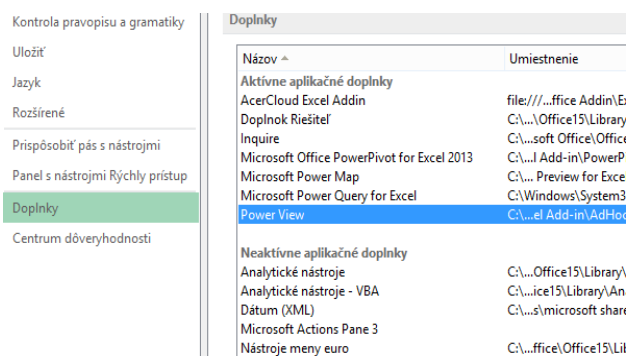 Kontrola pravopisu a gramatiky
Uložiť
Jazyk
Rozšírené
Prispôsobiť pás s nástrojmi
Panel s nástrojmi Rýchly prístup
Doplnky
Centrum dôveryhodnosti
Doplnky
Názov Umiestnenie
Aktívne aplikačné doplnky
AcerCloud Excel Addin file:///...ffice Addin\Ex
Doplnok Riešiteľ C:\...\Office15\Library
Inquire C:\...soft Office\Office
Microsoft Office PowerPivot for Excel 2013 C:\...l Add-in\PowerP
Microsoft Power Map C:\... Preview for Exce
Microsoft Power Query for Excel C:\Windows\System3
Power View C:\...el Add-in\AdHoc
Neaktívne aplikačné doplnky
Analytické nástroje C:\...Office15\Library\
Analytické nástroje - VBA C:\...ice15\Library\An
Dátum (XML) C:\...s\microsoft share
Microsoft Actions Pane 3
Nástroje meny euro C:\...ffice\Office15\Lib